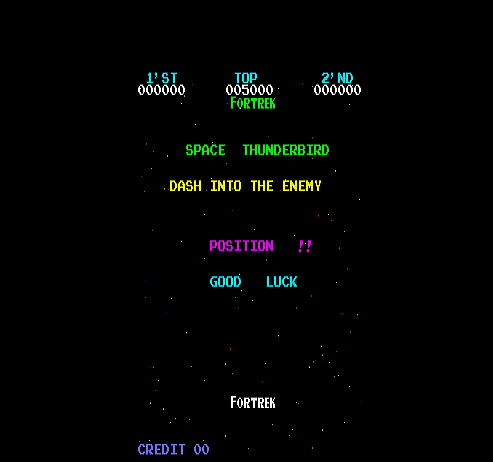 1'ST TOP 2'ND
000000 005000 000000
FORTREK
SPACE THUNDERBIRD
DASH INTO THE ENEMY
POSITION !!
GOOD LUCK
FORTREK
CREDIT 00